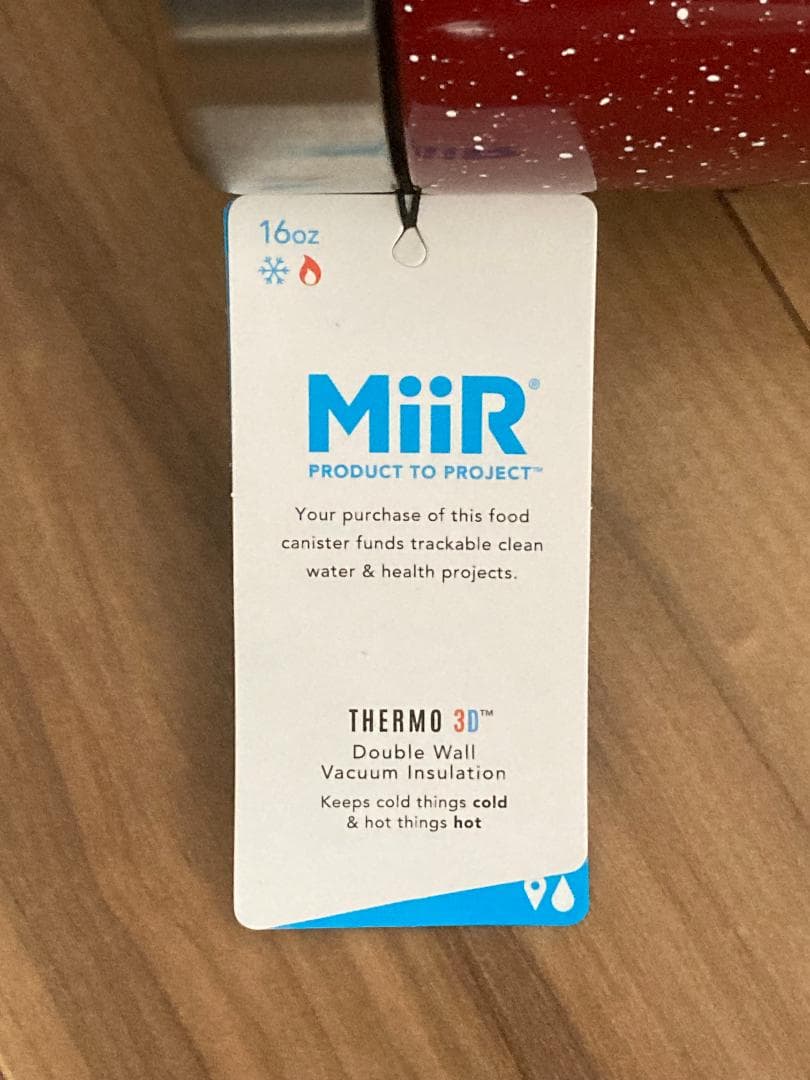 16oz
MiiR®
PRODUCT TO PROJECT™
Your purchase of this food
canister funds trackable clean
water & health projects.
THERMO 3D™
Double Wall
Vacuum Insulation
Keeps cold things cold
& hot things hot